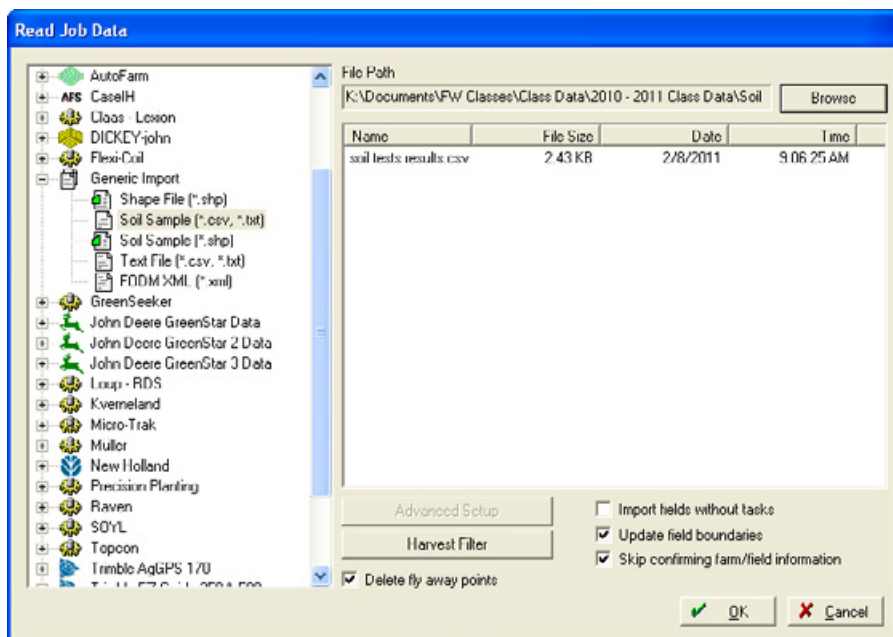 Read Job Data
AutoFarm
AFS CaseIH
Claas - Lexion
DICKEY-john
Flexi-Coil
Generic Import
Shape File (*.shp)
Soil Sample (*.csv, *.txt)
Soil Sample (*.shp)
Text File (*.csv, *.txt)
FODM XML (*.xml)
GreenSeeker
John Deere GreenStar Data
John Deere GreenStar 2 Data
John Deere GreenStar 3 Data
Loup - RDS
Kverneland
Micro-Trak
Muller
New Holland
Precision Planting
Raven
SOYL
Topcon
Trimble AgGPS 170
File Path
K:\Documents\FW Classes\Class Data\2010 - 2011 Class Data\Soil
Browse
Name File Size Date Time
soil tests results.csv 2.43 KB 2/8/2011 9:06:25 AM
Advanced Setup
Harvest Filter
Delete fly away points
Import fields without tasks
Update field boundaries
Skip confirming farm/field information
OK Cancel